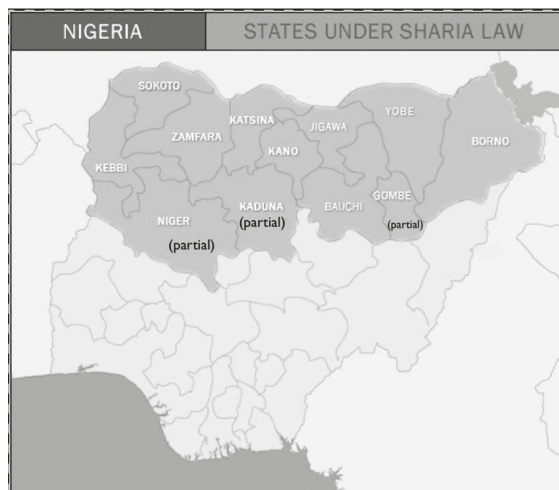 NIGERIA
STATES UNDER SHARIA LAW
SOKOTO
KATSINA
YOBE
ZAMFARA
JIGAWA
BORNO
KANO
KEBBI
KADUNA
(partial)
BAUCHI
GOMBE
(partial)
NIGER
(partial)